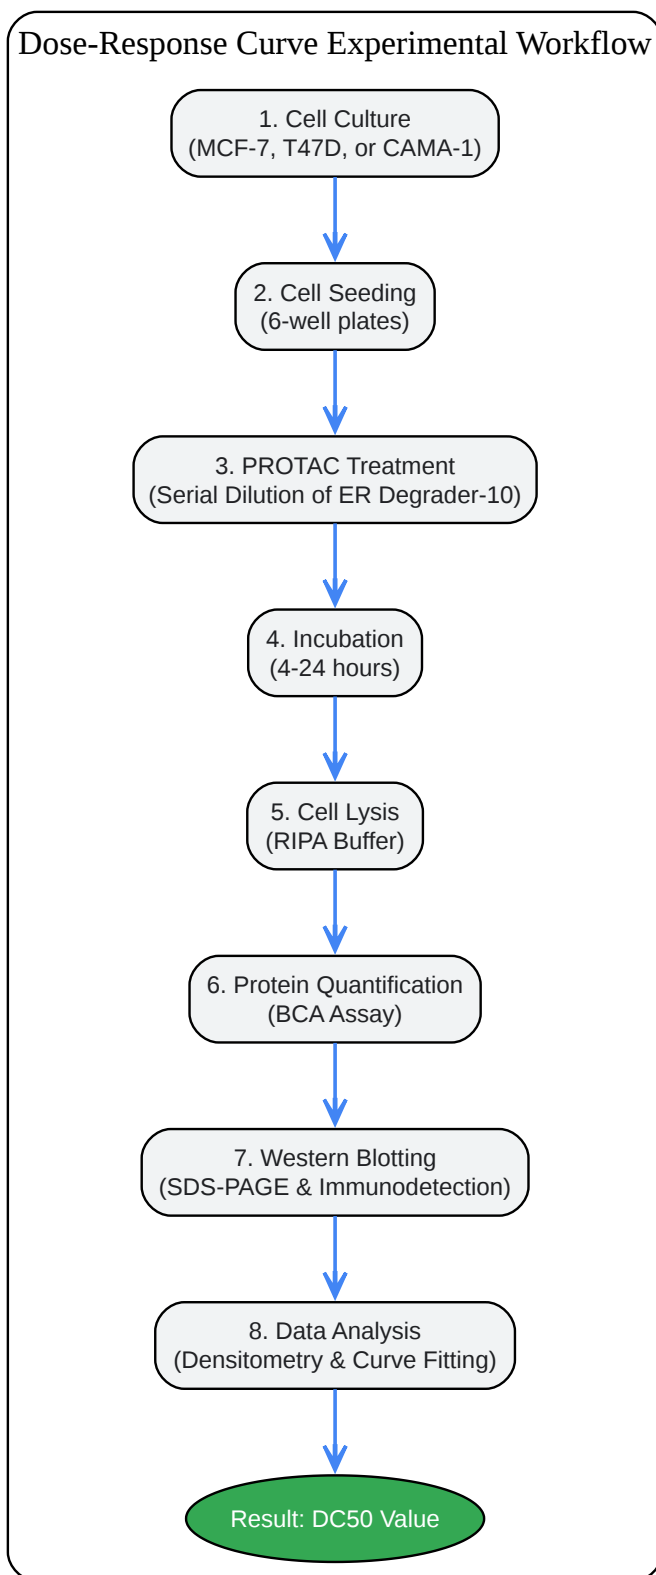 Dose-Response Curve Experimental Workflow
1. Cell Culture
(MCF-7, T47D, or CAMA-1)
2. Cell Seeding
(6-well plates)
3. PROTAC Treatment
(Serial Dilution of ER Degrader-10)
4. Incubation
(4-24 hours)
5. Cell Lysis
(RIPA Buffer)
6. Protein Quantification
(BCA Assay)
7. Western Blotting
(SDS-PAGE & Immunodetection)
8. Data Analysis
(Densitometry & Curve Fitting)
Result: DC50 Value